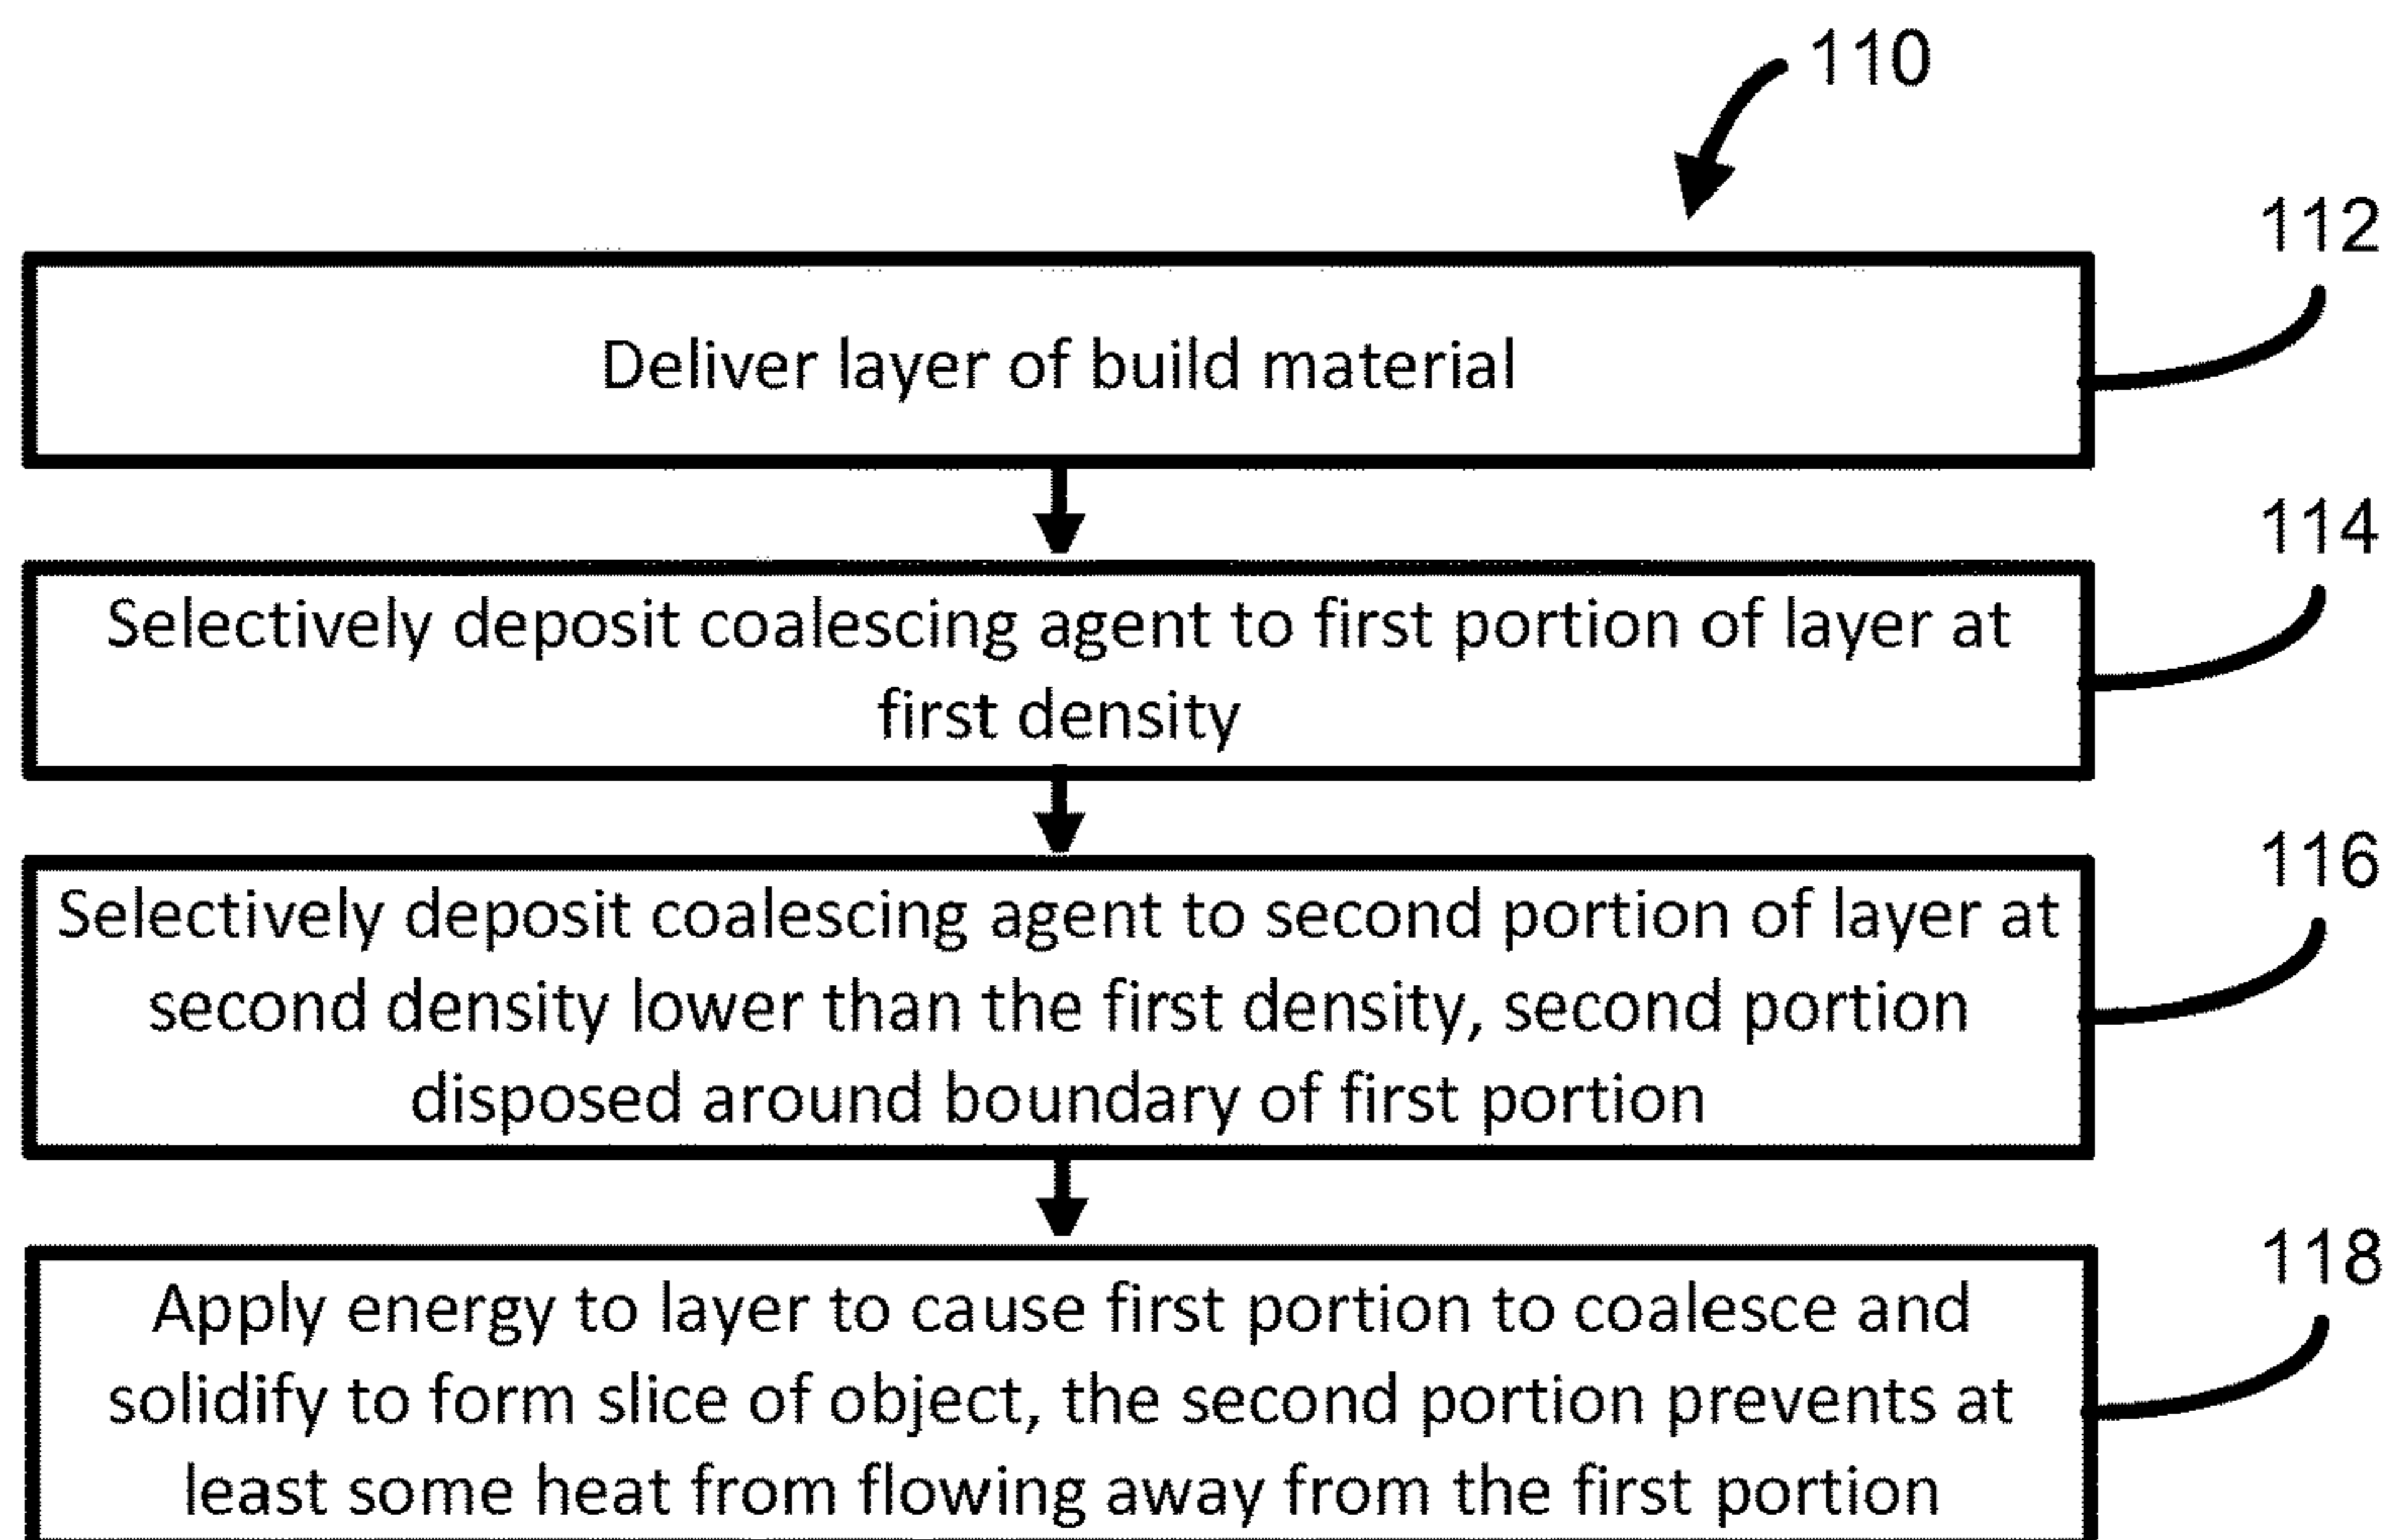 110
112
Deliver layer of build material
114
Selectively deposit coalescing agent to first portion of layer at
first density
116
Selectively deposit coalescing agent to second portion of layer at
second density lower than the first density, second portion
disposed around boundary of first portion
118
Apply energy to layer to cause first portion to coalesce and
solidify to form slice of object, the second portion prevents at
least some heat from flowing away from the first portion